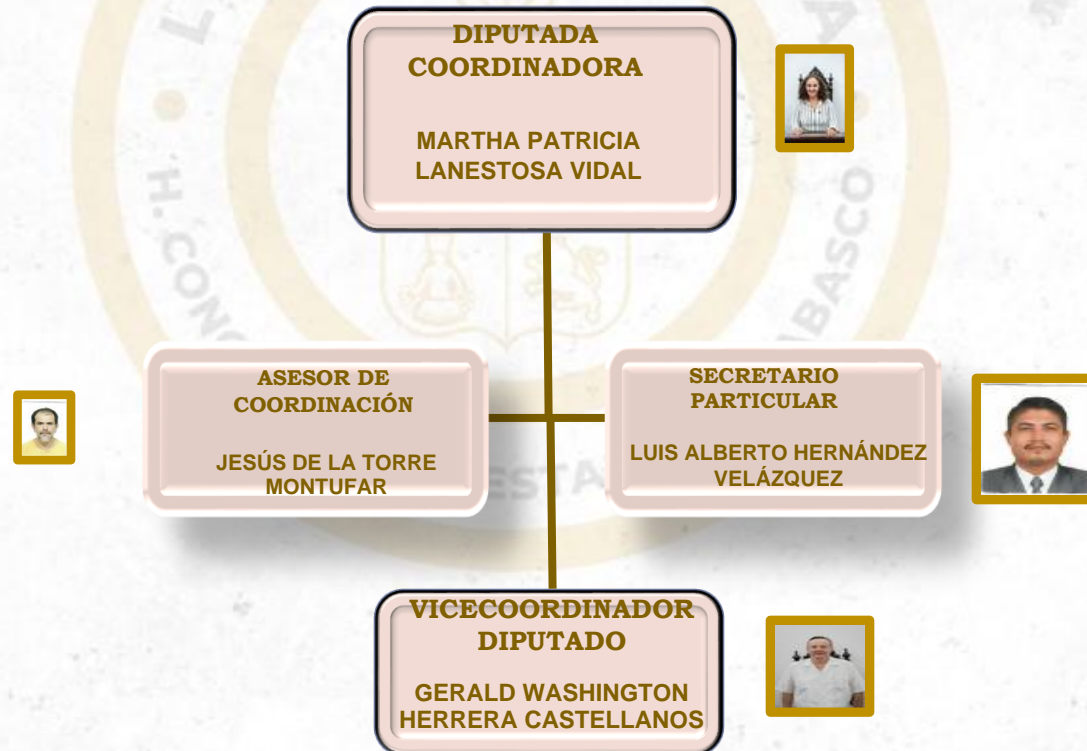 DIPUTADA
COORDINADORA
MARTHA PATRICIA
LANESTOSA VIDAL
ASESOR DE
COORDINACIÓN
JESÚS DE LA TORRE
MONTUFAR
SECRETARIO
PARTICULAR
LUIS ALBERTO HERNÁNDEZ
VELÁZQUEZ
VICECOORDINADOR
DIPUTADO
GERALD WASHINGTON
HERRERA CASTELLANOS